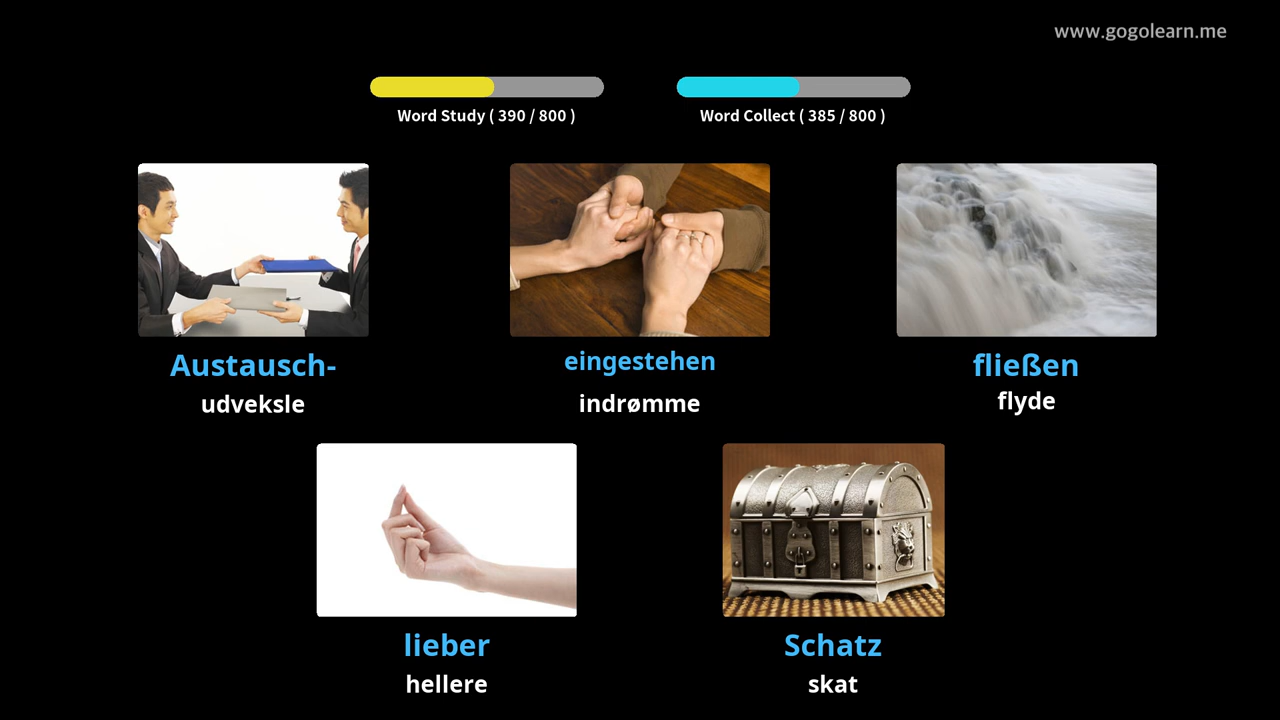 www.gogolearn.me
Word Study ( 390 / 800 )
Word Collect ( 385 / 800 )
Austausch-
udveksle
eingestehen
indrømme
fließen
flyde
lieber
hellere
Schatz
skat